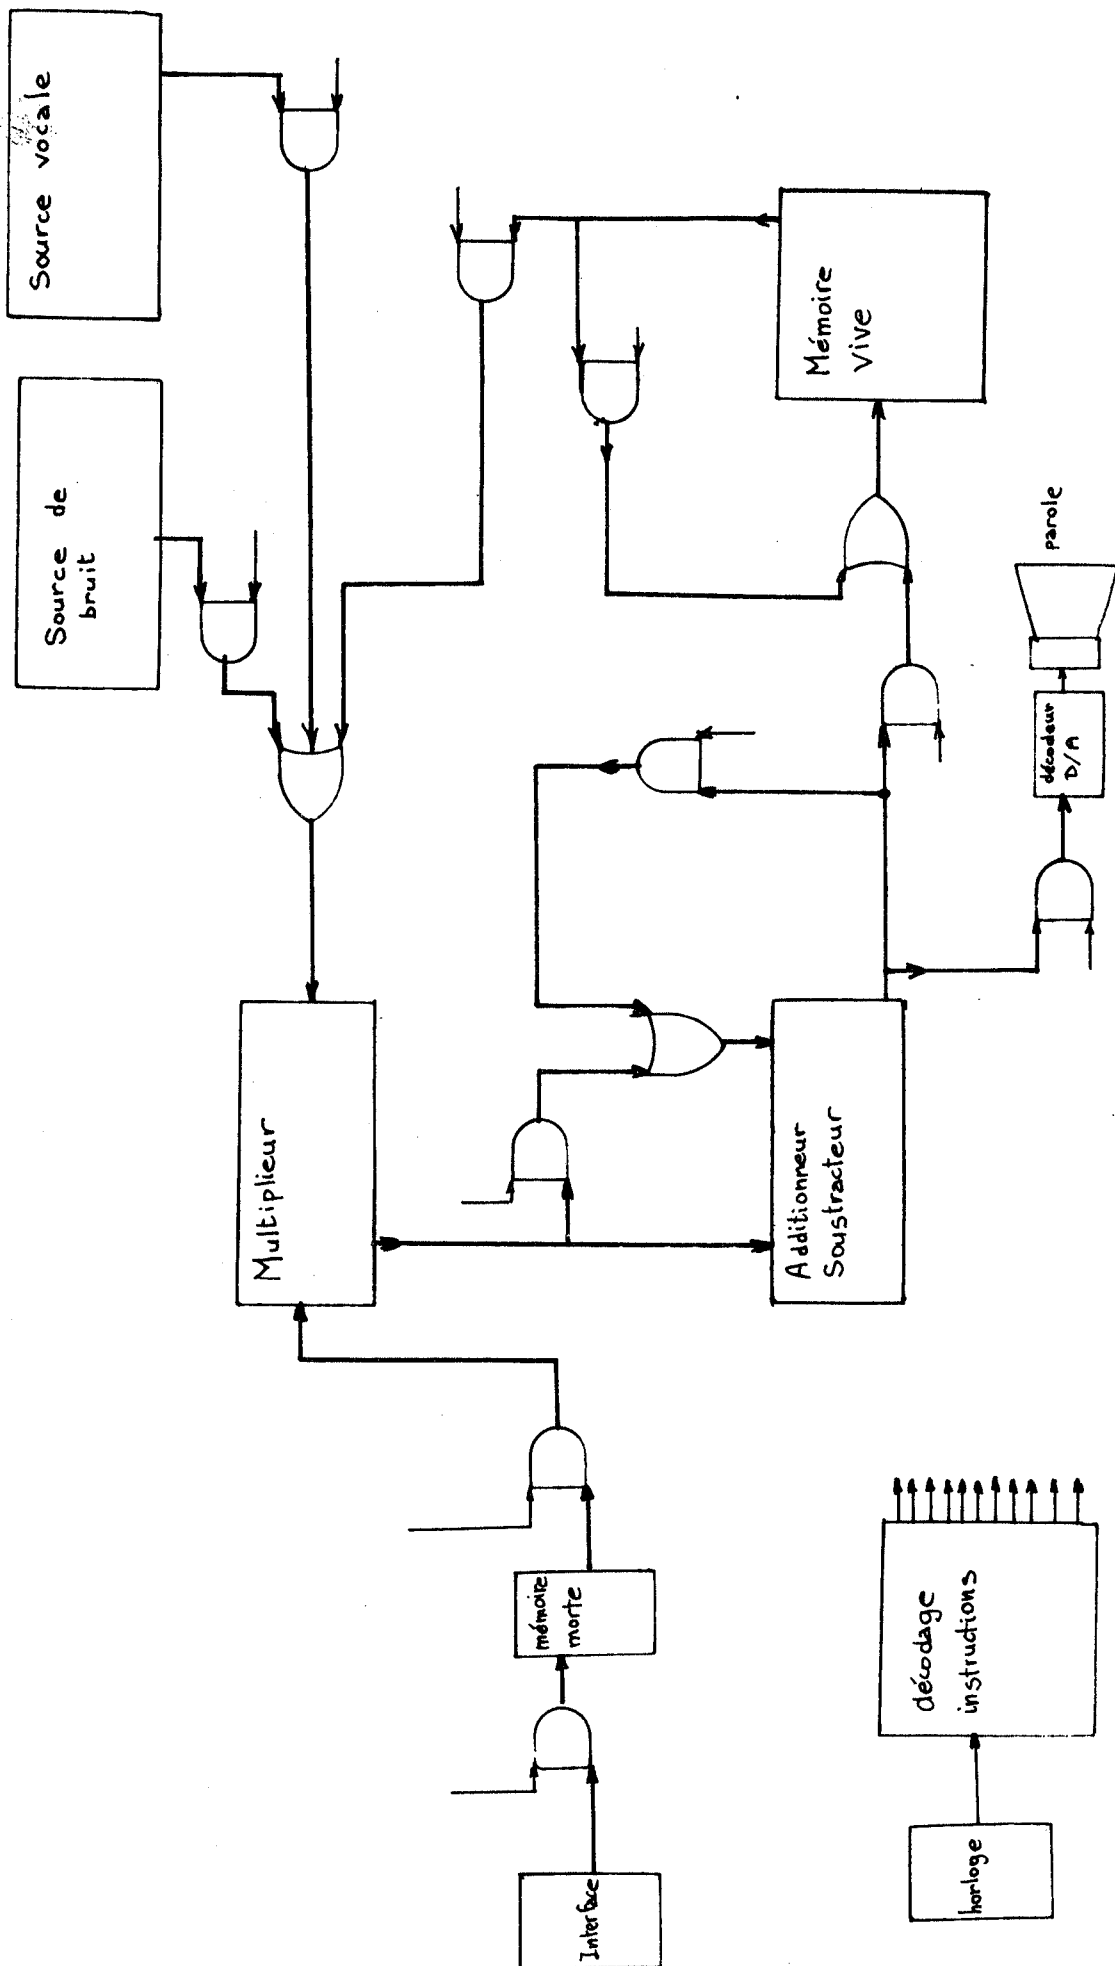 Source vocale
Source de
bruit
Mémoire
vive
Multiplieur
Additionneur
Soustracteur
parole
décodeur
D/A
mémoire
morte
Interface
décodage
instructions
horloge